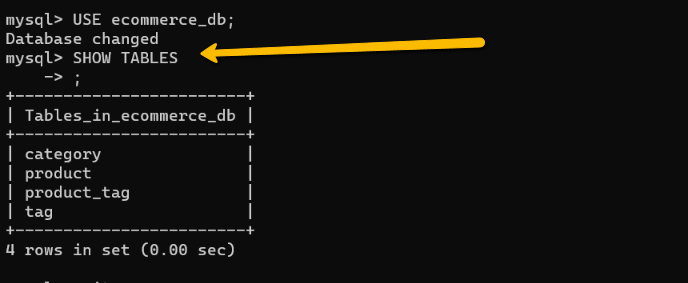 mysql> USE ecommerce_db;
Database changed
mysql> SHOW TABLES
    -> ;
+------------------------+
| Tables_in_ecommerce_db |
+------------------------+
| category               |
| product                |
| product_tag            |
| tag                    |
+------------------------+
4 rows in set (0.00 sec)